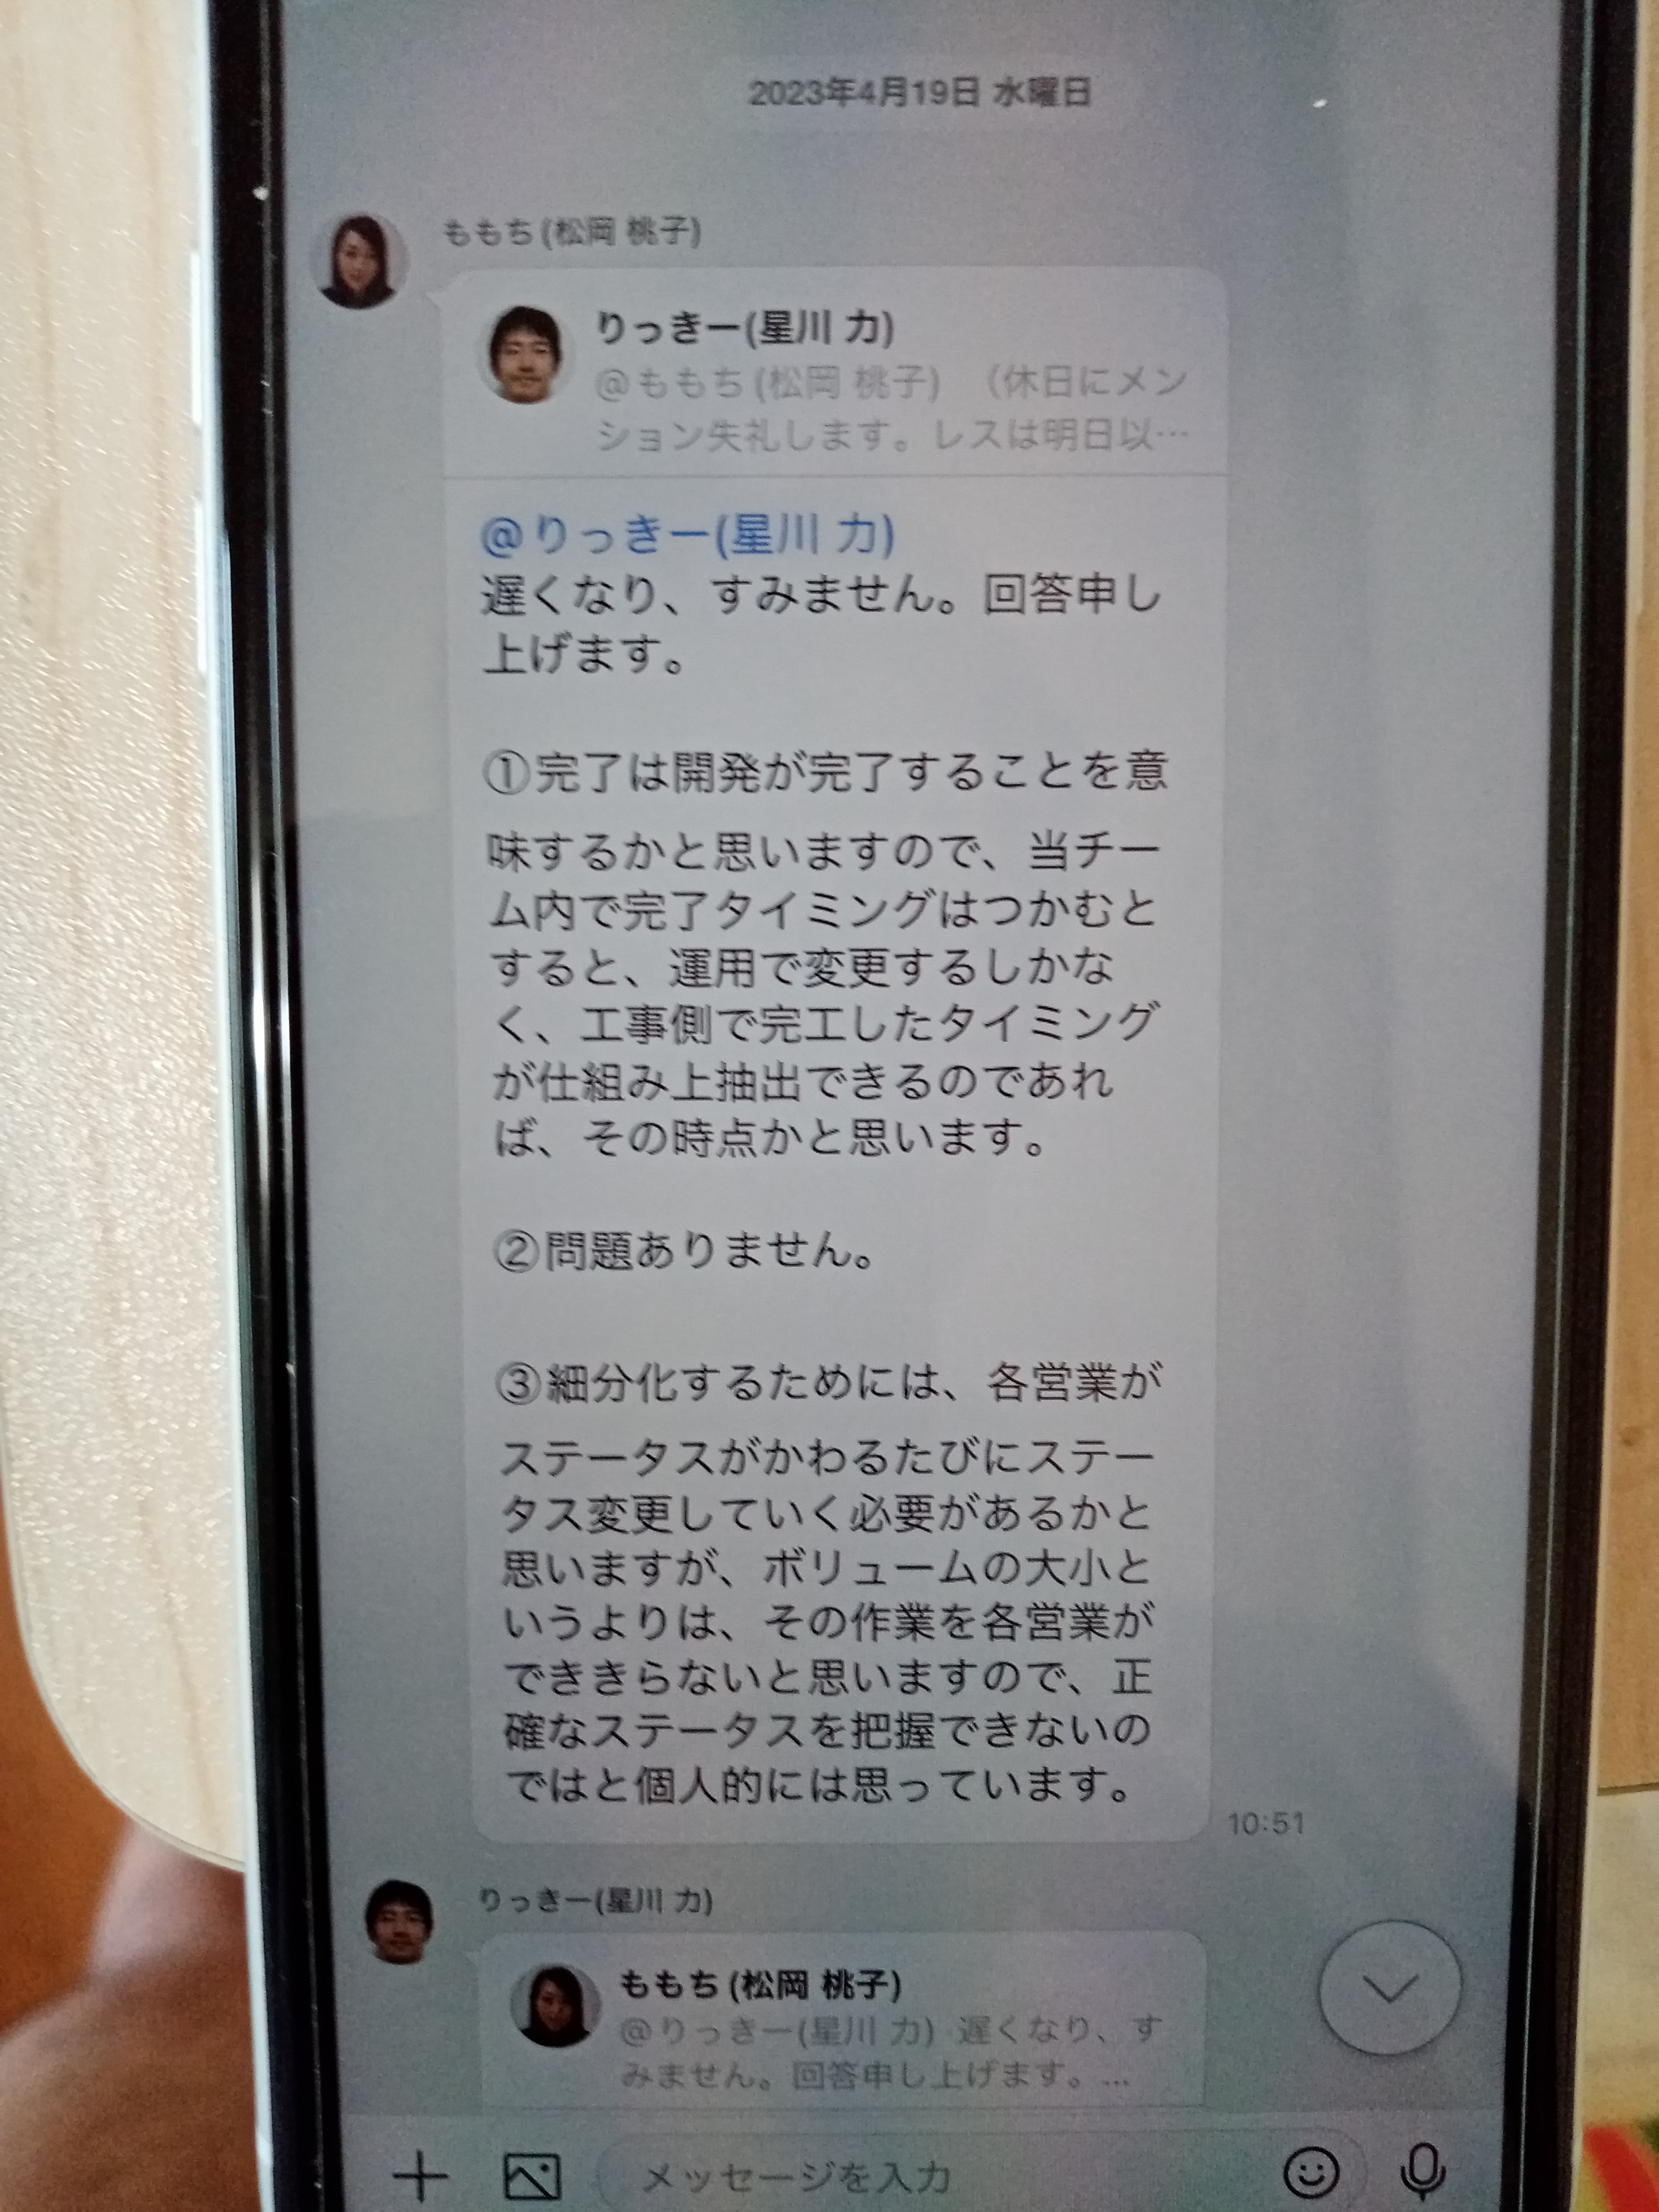 2023年4月19日 水曜日
ももち(松岡 桃子)
りっきー(星川 力)
@ももち(松岡 桃子) (休日にメン
ション失礼します。レスは明日以…
@りっきー(星川 力)
遅くなり、すみません。回答申し
上げます。
①完了は開発が完了することを意
味するかと思いますので、当チー
ム内で完了タイミングはつかむと
すると、運用で変更するしかな
く、工事側で完工したタイミング
が仕組み上抽出できるのであれ
ば、その時点かと思います。
②問題ありません。
③細分化するためには、各営業が
ステータスがかわるたびにステー
タス変更していく必要があるかと
思いますが、ボリュームの大小と
いうよりは、その作業を各営業が
でききらないと思いますので、正
確なステータスを把握できないの
ではと個人的には思っています。
10:51
りっきー(星川 力)
ももち(松岡 桃子)
@りっきー(星川 力) 遅くなり、す
みません。回答申し上げます。...
メッセージを入力